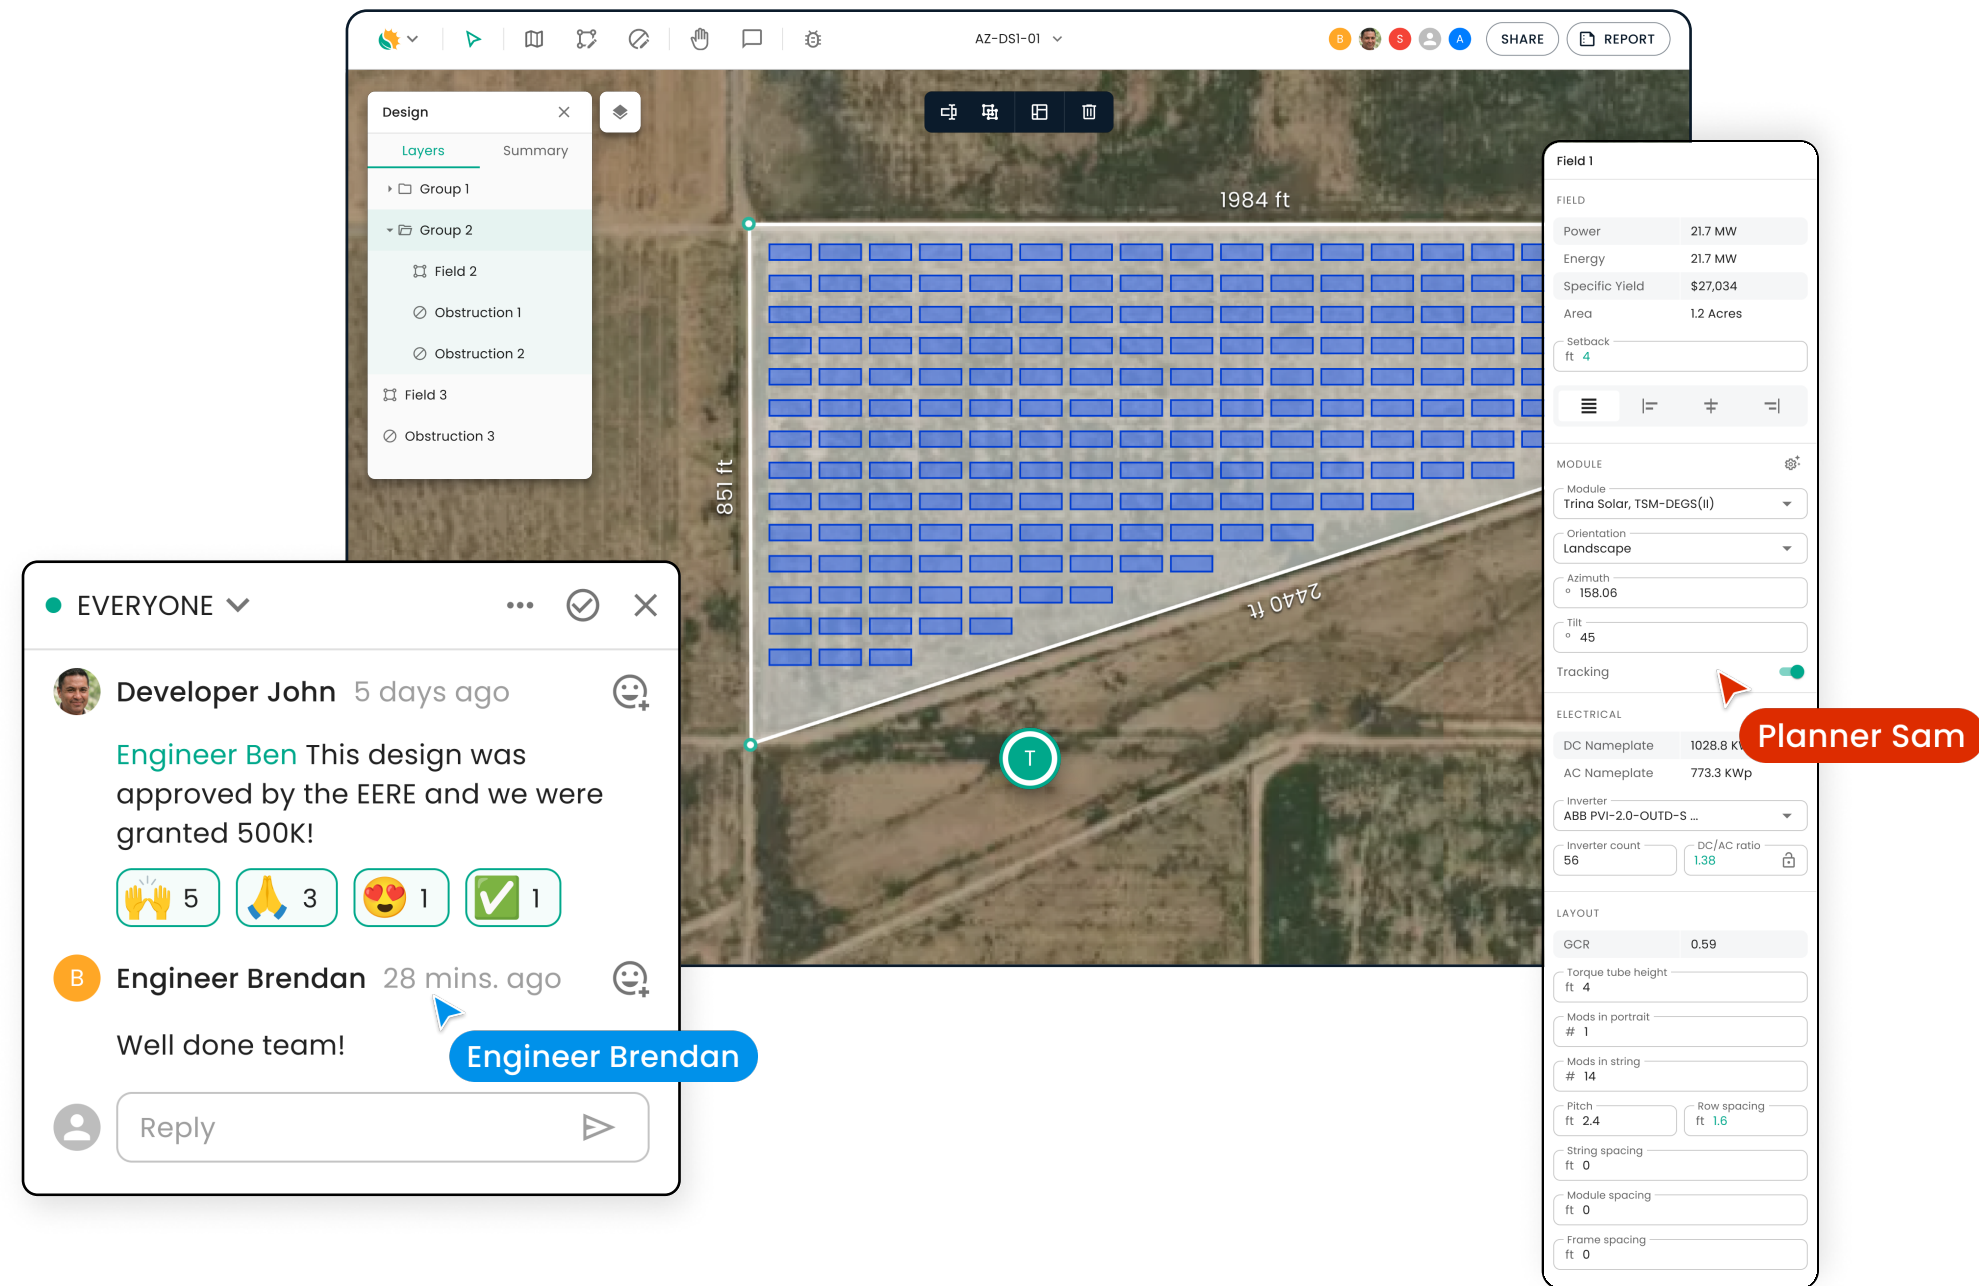 AZ-DS1-01
B
S
A
SHARE
REPORT
Design
Layers
Summary
Group 1
Group 2
Field 2
Obstruction 1
Obstruction 2
Field 3
Obstruction 3
1984 ft
851 ft
2440 ft
T
Field 1
FIELD
Power 21.7 MW
Energy 21.7 MW
Specific Yield $27,034
Area 1.2 Acres
Setback
ft 4
MODULE
Module
Trina Solar, TSM-DEGS(II)
Orientation
Landscape
Azimuth
° 158.06
Tilt
° 45
Tracking
Planner Sam
ELECTRICAL
DC Nameplate 1028.8
AC Nameplate 773.3 KWp
Inverter
ABB PVI-2.0-OUTD-S ...
Inverter count
56
DC/AC ratio
1.38
LAYOUT
GCR 0.59
Torque tube height
ft 4
Mods in portrait
# 1
Mods in string
# 14
Pitch
ft 2.4
Row spacing
ft 1.6
String spacing
ft 0
Module spacing
ft 0
Frame spacing
ft 0
EVERYONE
Developer John 5 days ago
Engineer Ben This design was
approved by the EERE and we were
granted 500K!
5
3
1
1
B
Engineer Brendan 28 mins. ago
Well done team!
Engineer Brendan
Reply